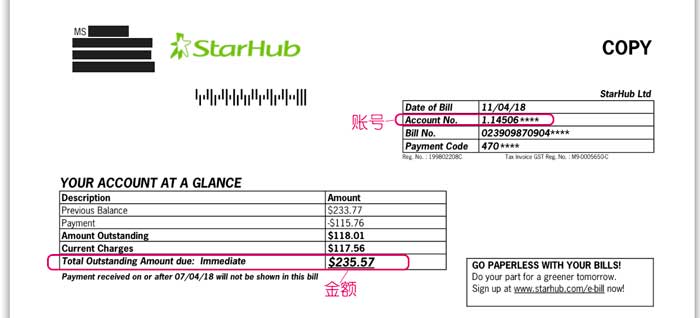 MS
StarHub
COPY
StarHub Ltd
Date of Bill 11/04/18
账号 Account No. 1.14506****
Bill No. 023909870904****
Payment Code 470****
Reg. No. : 199802208C Tax Invoice GST Reg. No. : M9-0005650-C
YOUR ACCOUNT AT A GLANCE
Description Amount
Previous Balance $233.77
Payment -$115.76
Amount Outstanding $118.01
Current Charges $117.56
Total Outstanding Amount due: Immediate $235.57
Payment received on or after 07/04/18 will not be shown in this bill
金额
GO PAPERLESS WITH YOUR BILLS!
Do your part for a greener tomorrow.
Sign up at www.starhub.com/e-bill now!